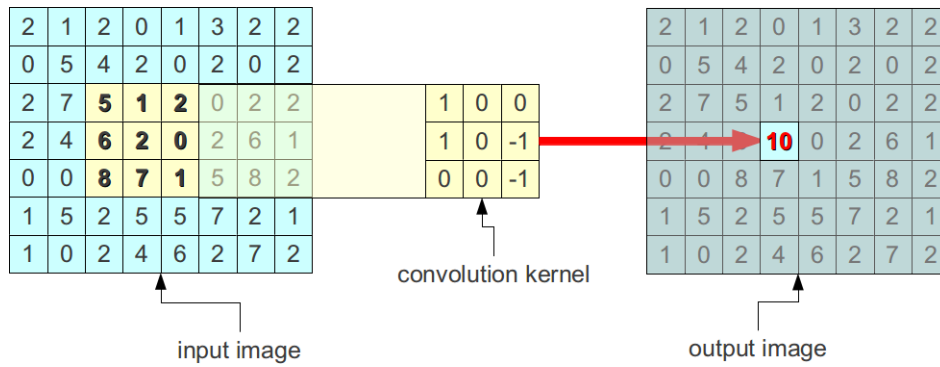 2 1 2 0 1 3 2 2
0 5 4 2 0 2 0 2
2 7 5 1 2 0 2 2
2 4 6 2 0 2 6 1
0 0 8 7 1 5 8 2
1 5 2 5 5 7 2 1
1 0 2 4 6 2 7 2
input image
1 0 0
1 0 -1
0 0 -1
convolution kernel
2 1 2 0 1 3 2 2
0 5 4 2 0 2 0 2
2 7 5 1 2 0 2 2
2 4 10 0 2 6 1
0 0 8 7 1 5 8 2
1 5 2 5 5 7 2 1
1 0 2 4 6 2 7 2
output image